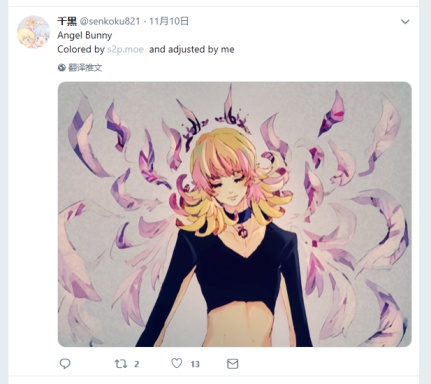 千黑 @senkoku821 · 11月10日
Angel Bunny
Colored by s2p.moe and adjusted by me
翻译推文
2 13